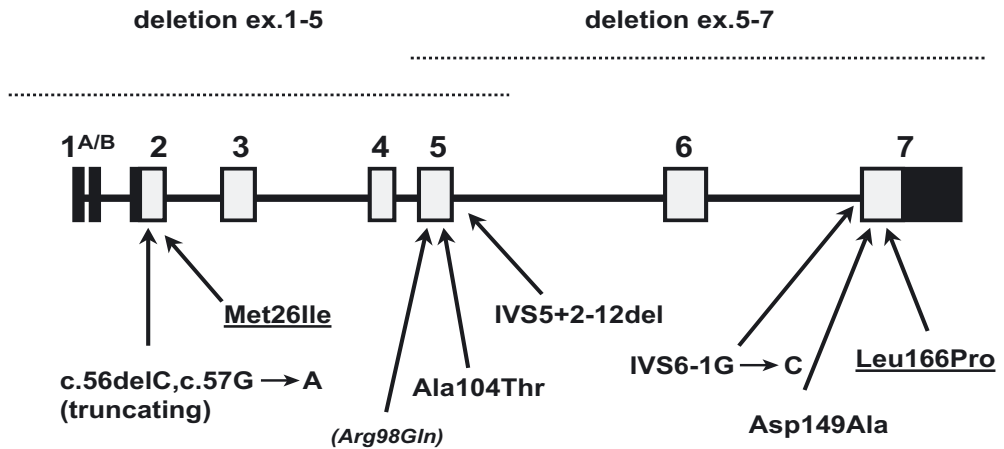 deletion ex.1-5
deletion ex.5-7
1A/B 2 3 4 5 6 7
Met26Ile
IVS5+2-12del
c.56delC,c.57G → A
(truncating)
Ala104Thr
(Arg98Gln)
IVS6-1G → C
Leu166Pro
Asp149Ala